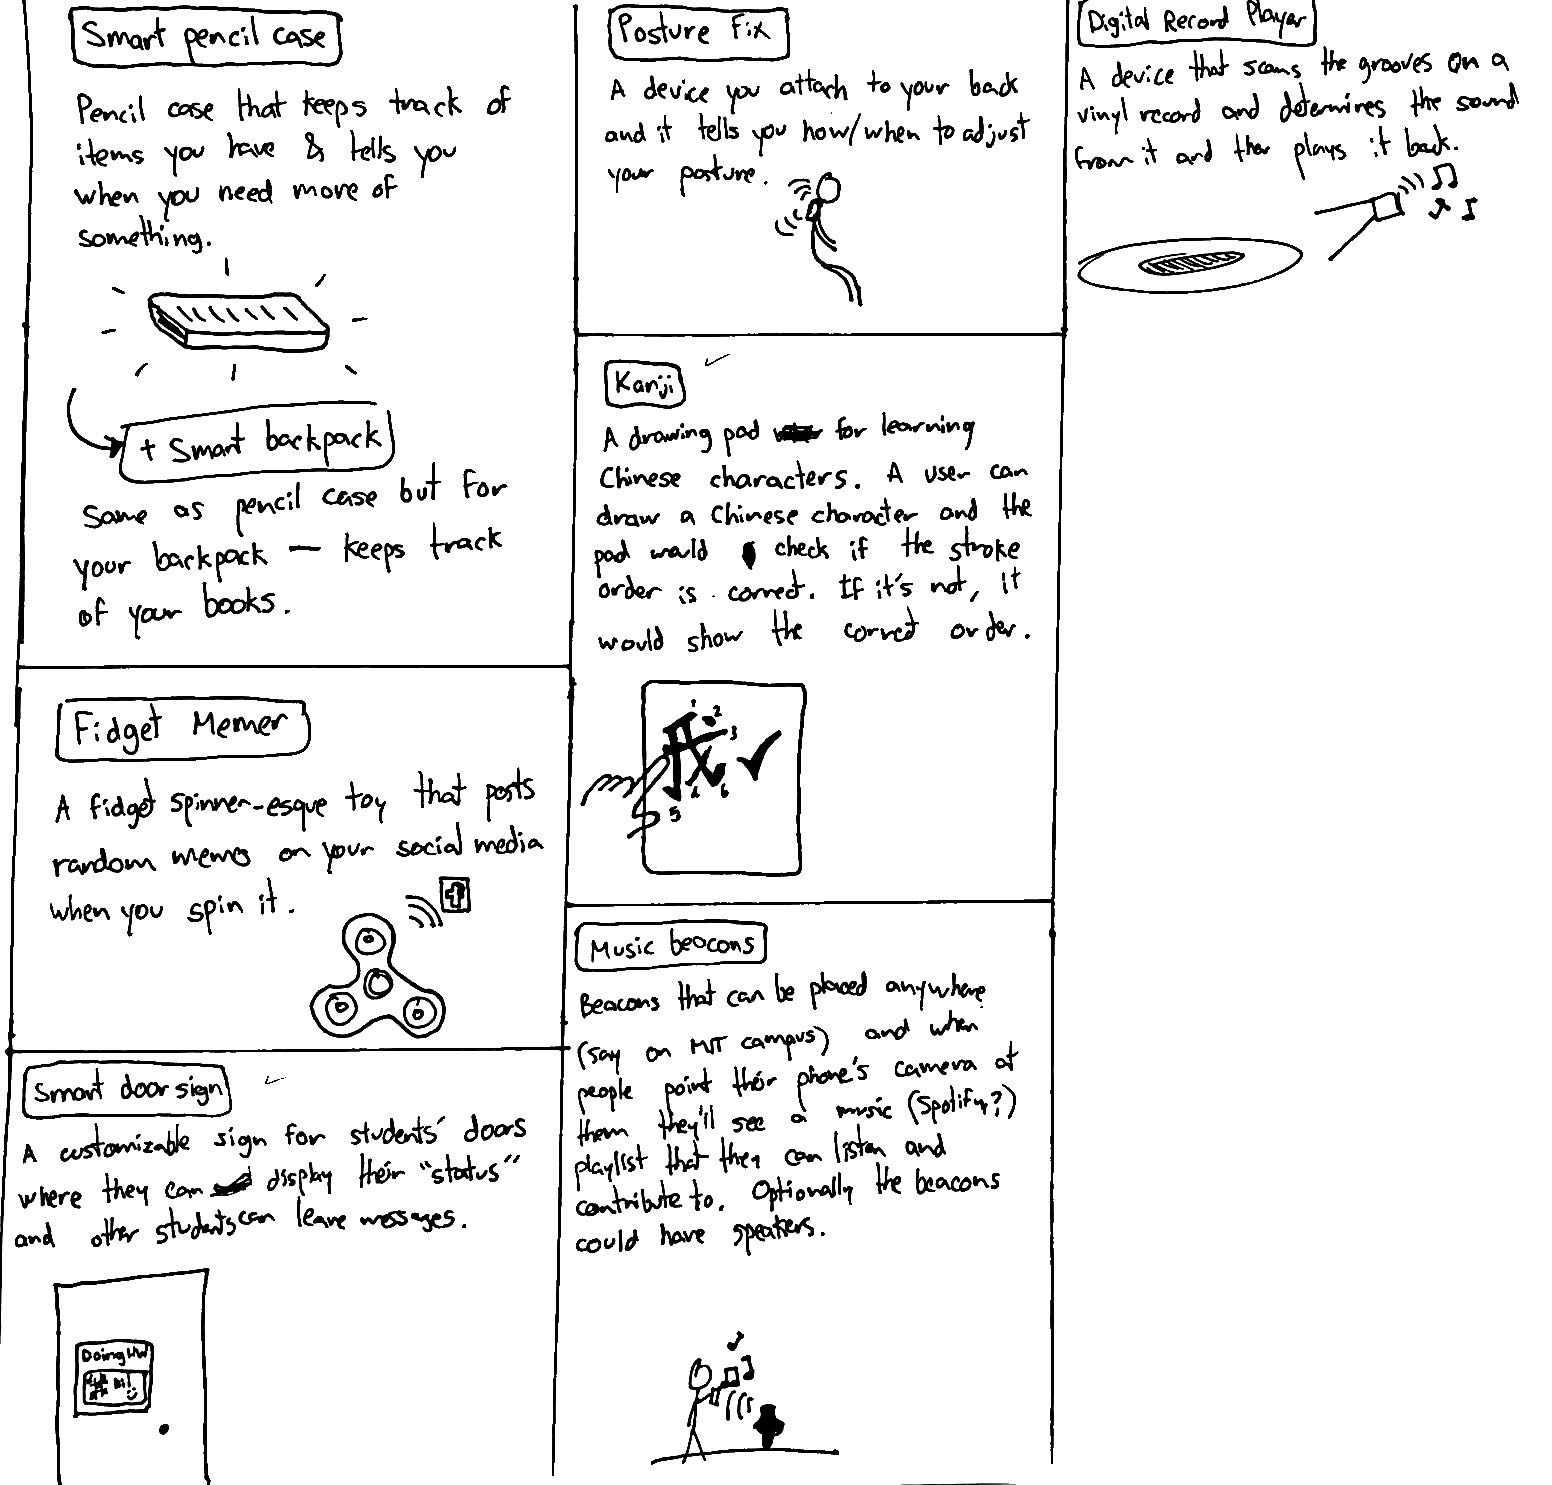 Smart pencil case
Pencil case that keeps track of
items you have & tells you
when you need more of
something.
+ Smart backpack
Same as pencil case but for
your backpack — keeps track
of your books.
Fidget Memer
A fidget spinner-esque toy that posts
random memes on your social media
when you spin it.
f
Smart door sign
A customizable sign for students' doors
where they can display their "status"
and other students can leave messages.
Doing HW
Hi!
Posture Fix
A device you attach to your back
and it tells you how/when to adjust
your posture.
Kanji
A drawing pad for learning
Chinese characters. A user can
draw a Chinese character and the
pad would check if the stroke
order is correct. If it's not, it
would show the correct order.
1 2
3
4 6
5
Music beacons
Beacons that can be placed anywhere
(say on MIT campus) and when
people point their phone's camera at
them they'll see a music (Spotify?)
playlist that they can listen and
contribute to. Optionally the beacons
could have speakers.
Digital Record Player
A device that scans the grooves on a
vinyl record and determines the sound
from it and then plays it back.